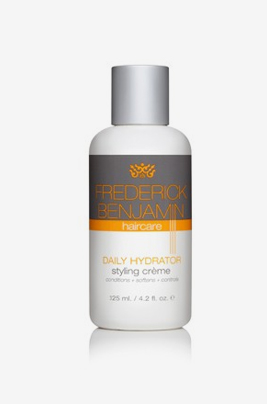 FREDERICK
BENJAMIN
haircare
DAILY HYDRATOR
styling crème
conditions + softens + controls
125 ml. / 4.2 fl. oz. ℮